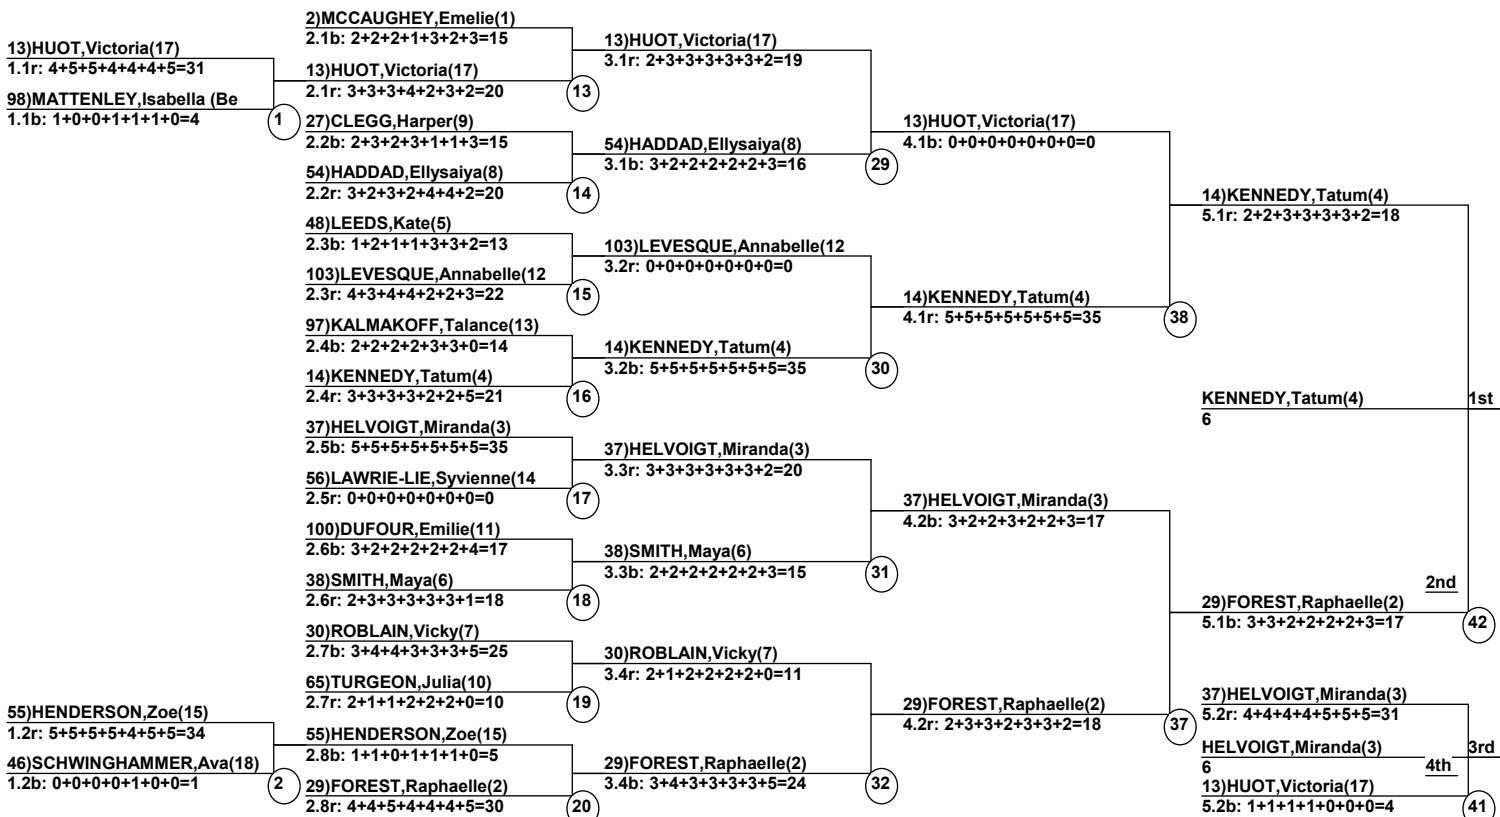 13)HUOT,Victoria(17)
1.1r: 4+5+5+4+4+4+5=31
98)MATTENLEY,Isabella (Be
1.1b: 1+0+0+1+1+1+0=4
1
55)HENDERSON,Zoe(15)
1.2r: 5+5+5+5+4+5+5=34
46)SCHWINGHAMMER,Ava(18)
1.2b: 0+0+0+0+1+0+0=1
2
2)MCCAUGHEY,Emelie(1)
2.1b: 2+2+2+1+3+2+3=15
13)HUOT,Victoria(17)
2.1r: 3+3+3+4+2+3+2=20
13
27)CLEGG,Harper(9)
2.2b: 2+3+2+3+1+1+3=15
54)HADDAD,Ellysaiya(8)
2.2r: 3+2+3+2+4+4+2=20
14
48)LEEDS,Kate(5)
2.3b: 1+2+1+1+3+3+2=13
103)LEVESQUE,Annabelle(12
2.3r: 4+3+4+4+2+2+3=22
15
97)KALMAKOFF,Talance(13)
2.4b: 2+2+2+2+3+3+0=14
14)KENNEDY,Tatum(4)
2.4r: 3+3+3+3+2+2+5=21
16
37)HELVOIGT,Miranda(3)
2.5b: 5+5+5+5+5+5+5=35
56)LAWRIE-LIE,Syvienne(14
2.5r: 0+0+0+0+0+0+0=0
17
100)DUFOUR,Emilie(11)
2.6b: 3+2+2+2+2+2+4=17
38)SMITH,Maya(6)
2.6r: 2+3+3+3+3+3+1=18
18
30)ROBLAIN,Vicky(7)
2.7b: 3+4+4+3+3+3+5=25
65)TURGEON,Julia(10)
2.7r: 2+1+1+2+2+2+0=10
19
55)HENDERSON,Zoe(15)
2.8b: 1+1+0+1+1+1+0=5
29)FOREST,Raphaelle(2)
2.8r: 4+4+5+4+4+4+5=30
20
13)HUOT,Victoria(17)
3.1r: 2+3+3+3+3+3+2=19
54)HADDAD,Ellysaiya(8)
3.1b: 3+2+2+2+2+2+3=16
29
103)LEVESQUE,Annabelle(12
3.2r: 0+0+0+0+0+0+0=0
14)KENNEDY,Tatum(4)
3.2b: 5+5+5+5+5+5+5=35
30
37)HELVOIGT,Miranda(3)
3.3r: 3+3+3+3+3+3+2=20
38)SMITH,Maya(6)
3.3b: 2+2+2+2+2+2+3=15
31
30)ROBLAIN,Vicky(7)
3.4r: 2+1+2+2+2+2+0=11
29)FOREST,Raphaelle(2)
3.4b: 3+4+3+3+3+3+5=24
32
13)HUOT,Victoria(17)
4.1b: 0+0+0+0+0+0+0=0
14)KENNEDY,Tatum(4)
4.1r: 5+5+5+5+5+5+5=35
38
37)HELVOIGT,Miranda(3)
4.2b: 3+2+2+3+2+2+3=17
29)FOREST,Raphaelle(2)
4.2r: 2+3+3+2+3+3+2=18
37
14)KENNEDY,Tatum(4)
5.1r: 2+2+3+3+3+3+2=18
KENNEDY,Tatum(4)
1st
6
2nd
29)FOREST,Raphaelle(2)
5.1b: 3+3+2+2+2+2+3=17
42
37)HELVOIGT,Miranda(3)
5.2r: 4+4+4+4+5+5+5=31
HELVOIGT,Miranda(3)
3rd
6
4th
13)HUOT,Victoria(17)
5.2b: 1+1+1+1+0+0+0=4
41